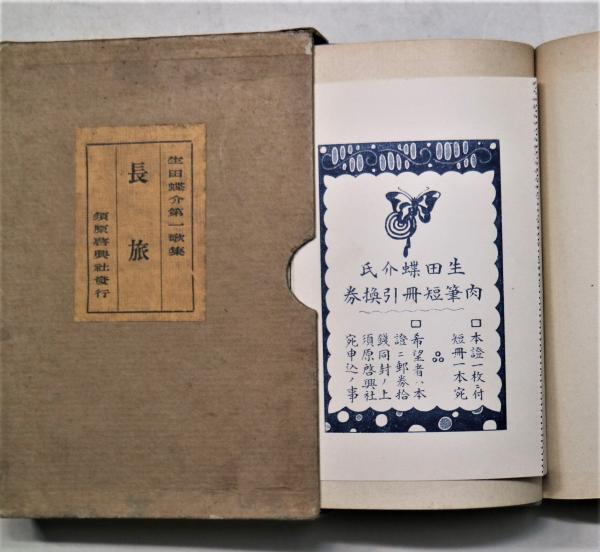 生田蝶介第一歌集
長旅
須原啓興社發行
生田蝶介氏
肉筆短冊引換券
□本證一枚ニ付
短冊一本宛
□希望者ハ本
證ニ郵券拾
錢同封ノ上
須原啓興社
宛申込ノ事